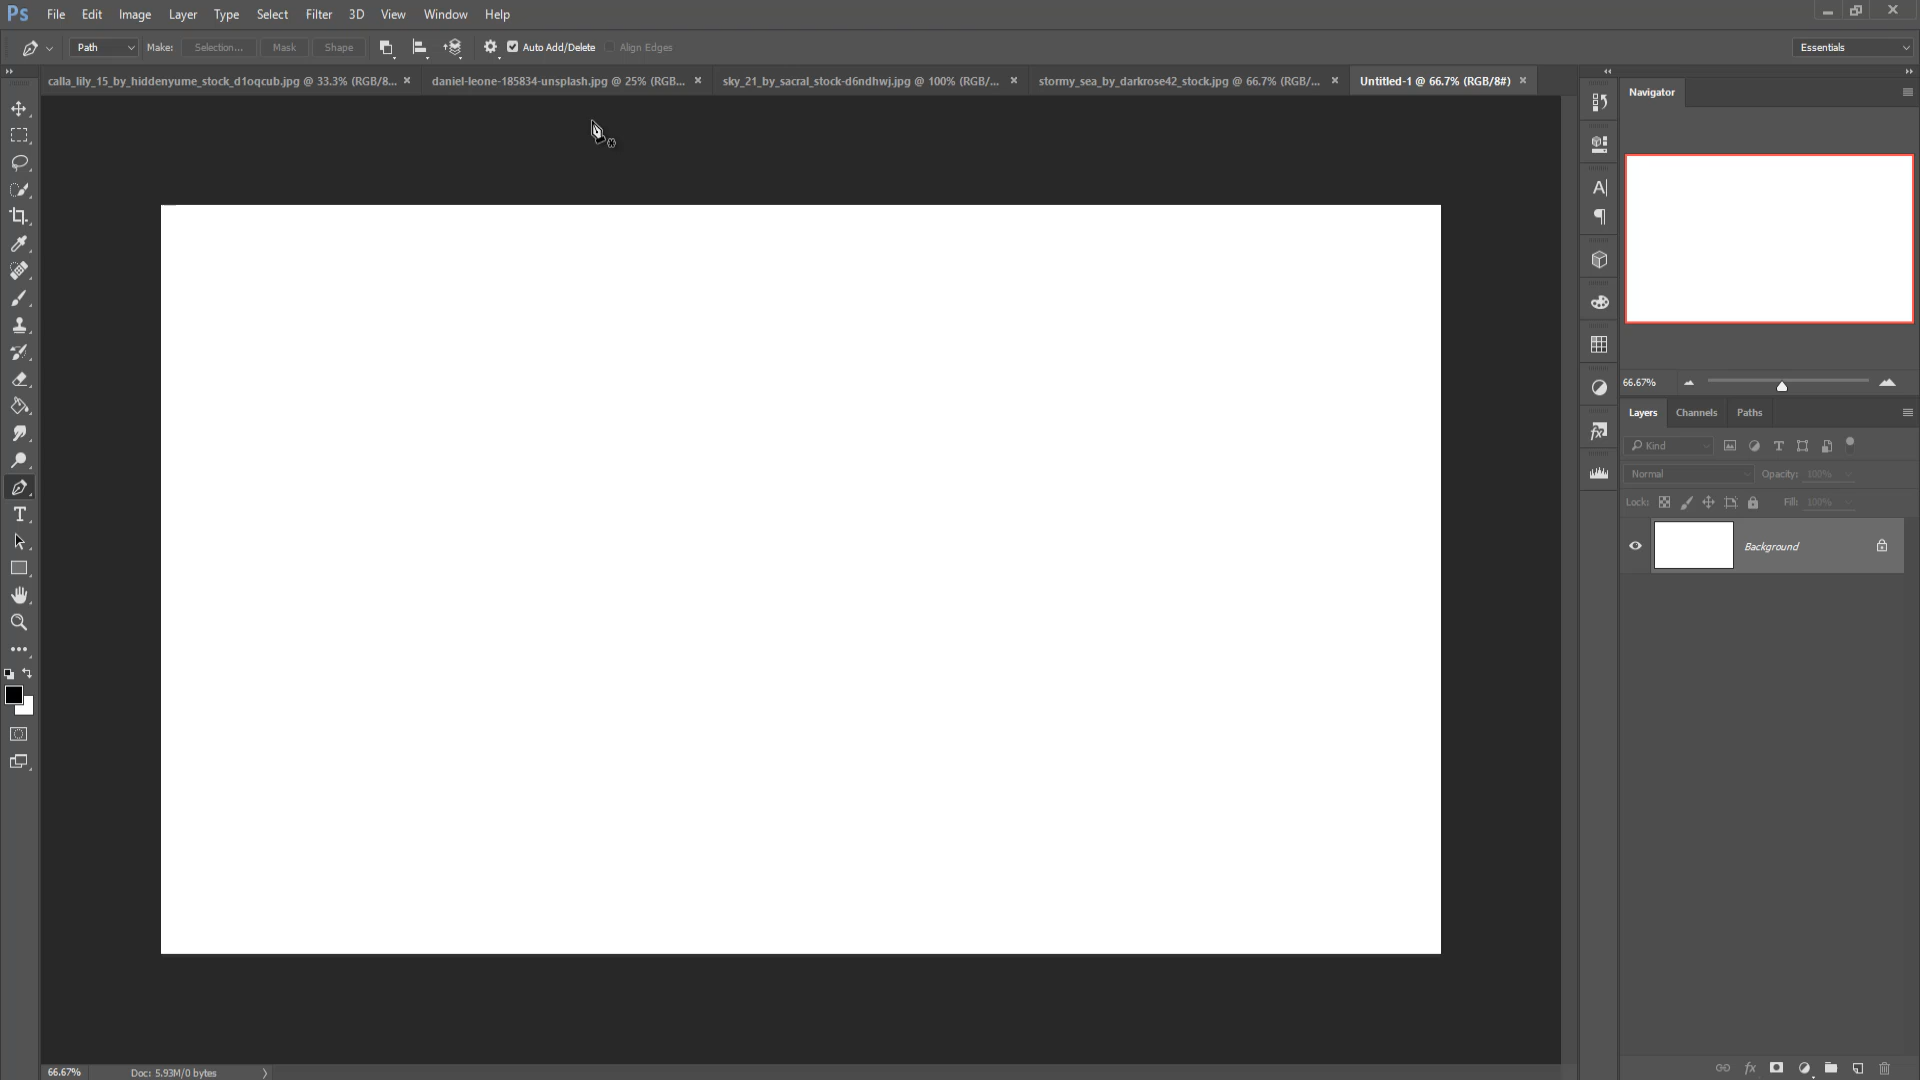 Ps File Edit Image Layer Type Select Filter 3D View Window Help
Path Make: Selection... Mask Shape Auto Add/Delete Align Edges Essentials
calla_lily_15_by_hiddenyume_stock_d1oqcub.jpg @ 33.3% (RGB/8... × daniel-leone-185834-unsplash.jpg @ 25% (RGB... × sky_21_by_sacral_stock-d6ndhwj.jpg @ 100% (RGB/... × stormy_sea_by_darkrose42_stock.jpg @ 66.7% (RGB/... × Untitled-1 @ 66.7% (RGB/8#) ×
Navigator
66.67%
Layers Channels Paths
Kind
Normal Opacity: 100%
Lock: Fill: 100%
Background
66.67% Doc: 5.93M/0 bytes